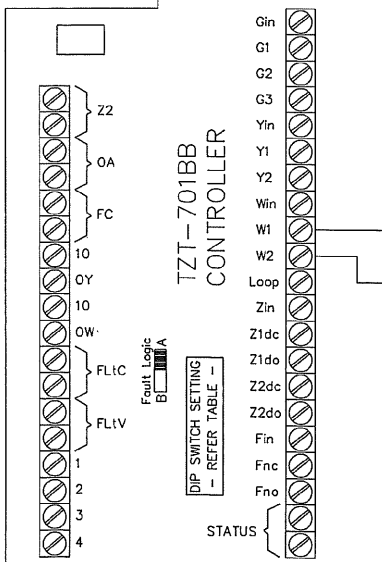 Z2
OA
FC
10
OY
10
OW
FLtC
FLtV
1
2
3
4
Fault Logic
B A
TZT-701BB
CONTROLLER
DIP SWITCH SETTING
- REFER TABLE -
Gin
G1
G2
G3
Yin
Y1
Y2
Win
W1
W2
Loop
Zin
Z1dc
Z1do
Z2dc
Z2do
Fin
Fnc
Fno
STATUS